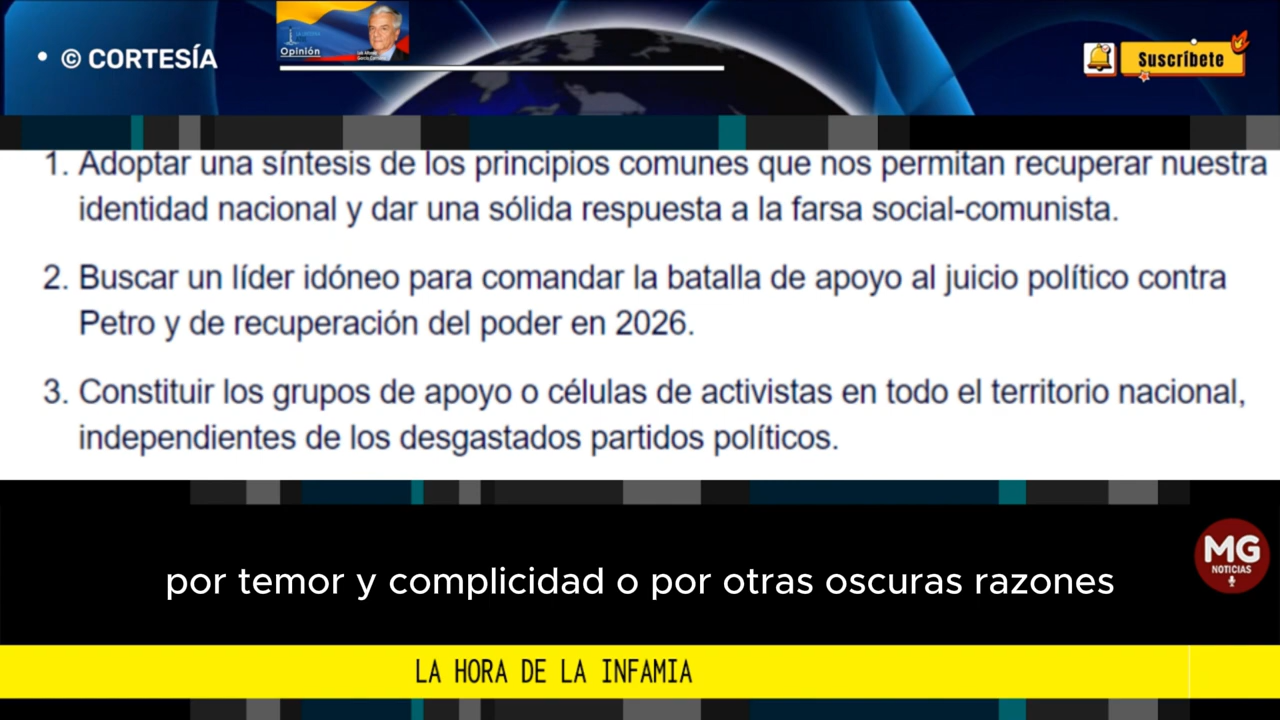 • © CORTESÍA
Opinión
Suscríbete
1. Adoptar una síntesis de los principios comunes que nos permitan recuperar nuestra
identidad nacional y dar una sólida respuesta a la farsa social-comunista.
2. Buscar un líder idóneo para comandar la batalla de apoyo al juicio político contra
Petro y de recuperación del poder en 2026.
3. Constituir los grupos de apoyo o células de activistas en todo el territorio nacional,
independientes de los desgastados partidos políticos.
MG
NOTICIAS
por temor y complicidad o por otras oscuras razones
LA HORA DE LA INFAMIA